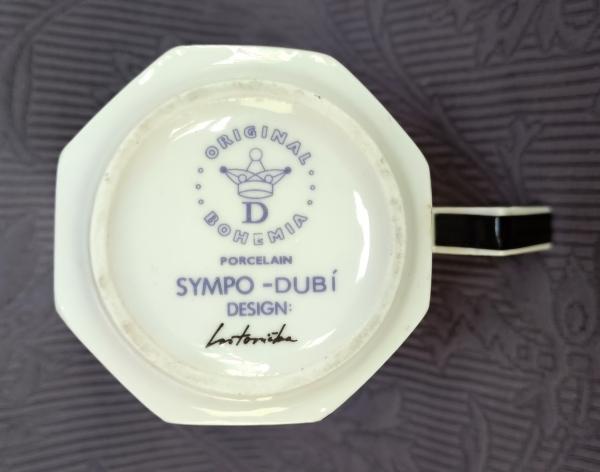 ORIGINAL
D
BOHEMIA
PORCELAIN
SYMPO - DUBÍ
DESIGN: